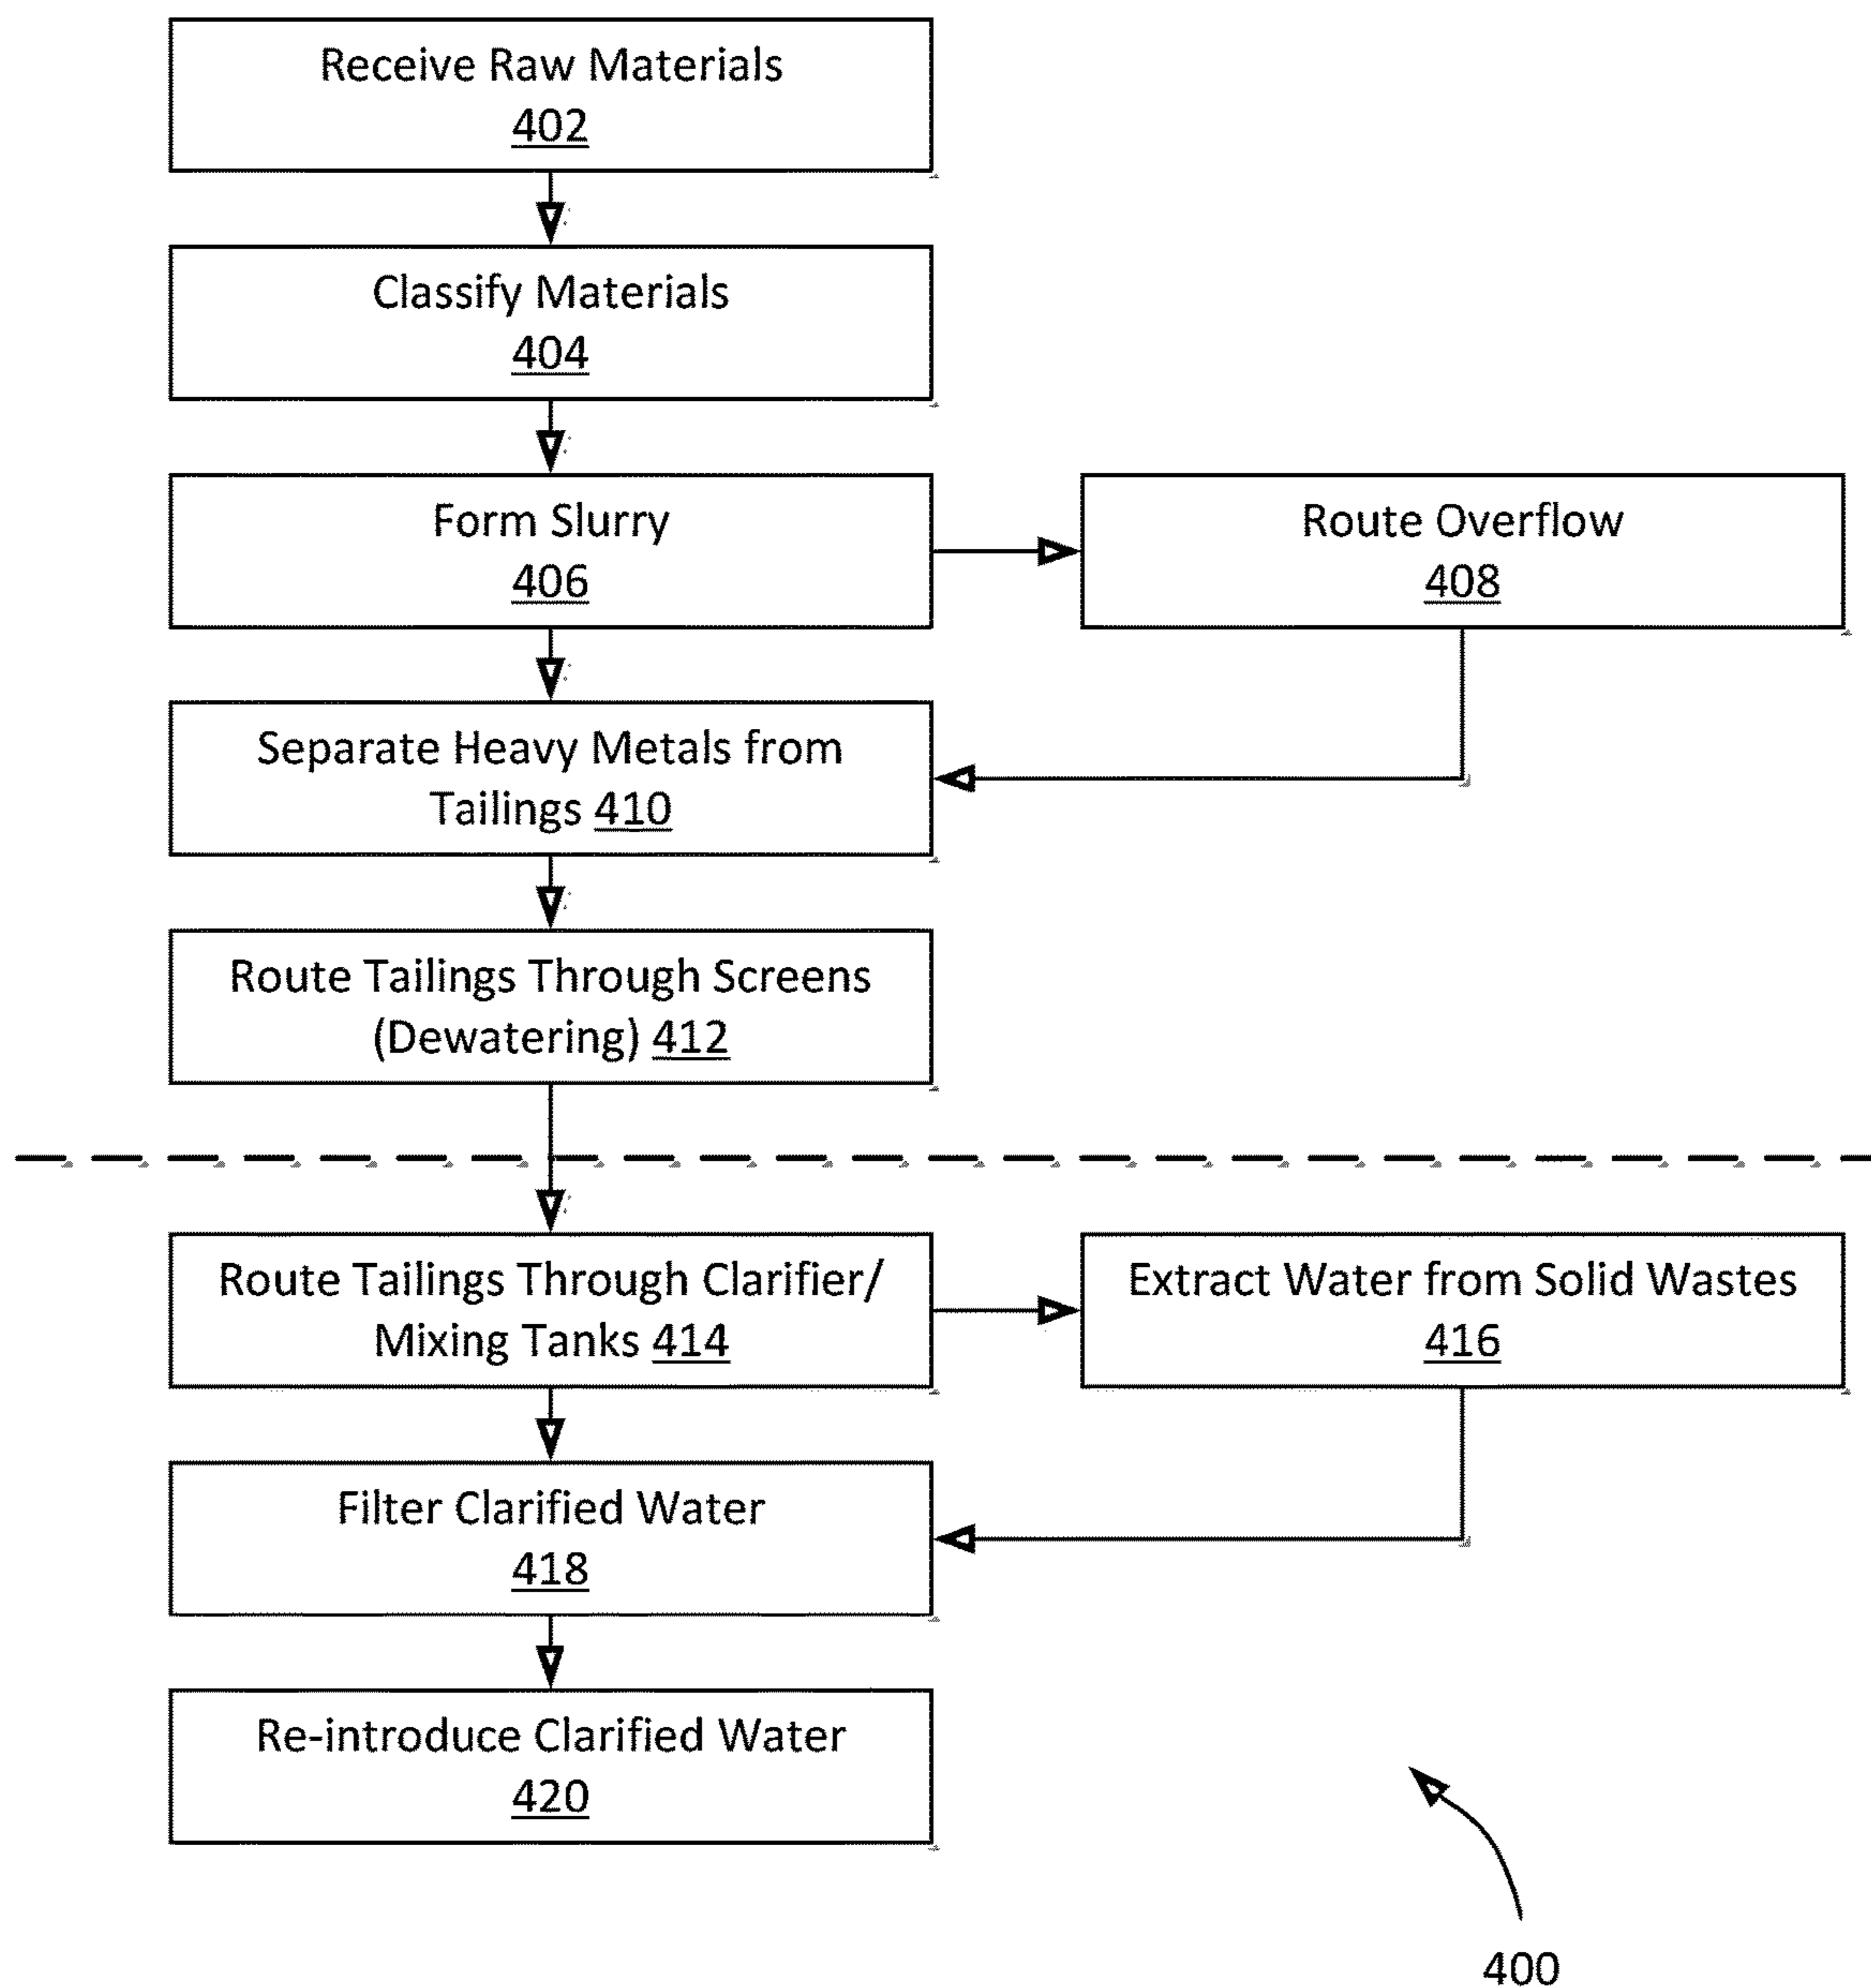 Receive Raw Materials
402
Classify Materials
404
Form Slurry
406
Route Overflow
408
Separate Heavy Metals from
Tailings 410
Route Tailings Through Screens
(Dewatering) 412
Route Tailings Through Clarifier/
Mixing Tanks 414
Extract Water from Solid Wastes
416
Filter Clarified Water
418
Re-introduce Clarified Water
420
400